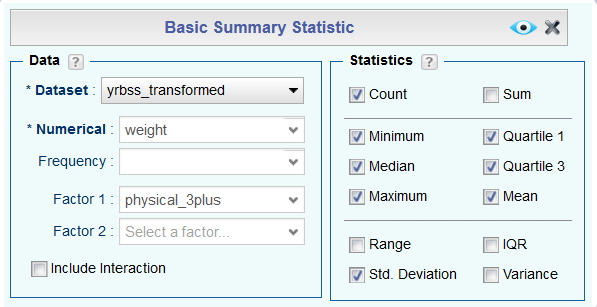 Basic Summary Statistic
Data ?
* Dataset : yrbss_transformed
* Numerical : weight
Frequency :
Factor 1 : physical_3plus
Factor 2 : Select a factor...
Include Interaction
Statistics ?
Count Sum
Minimum Quartile 1
Median Quartile 3
Maximum Mean
Range IQR
Std. Deviation Variance